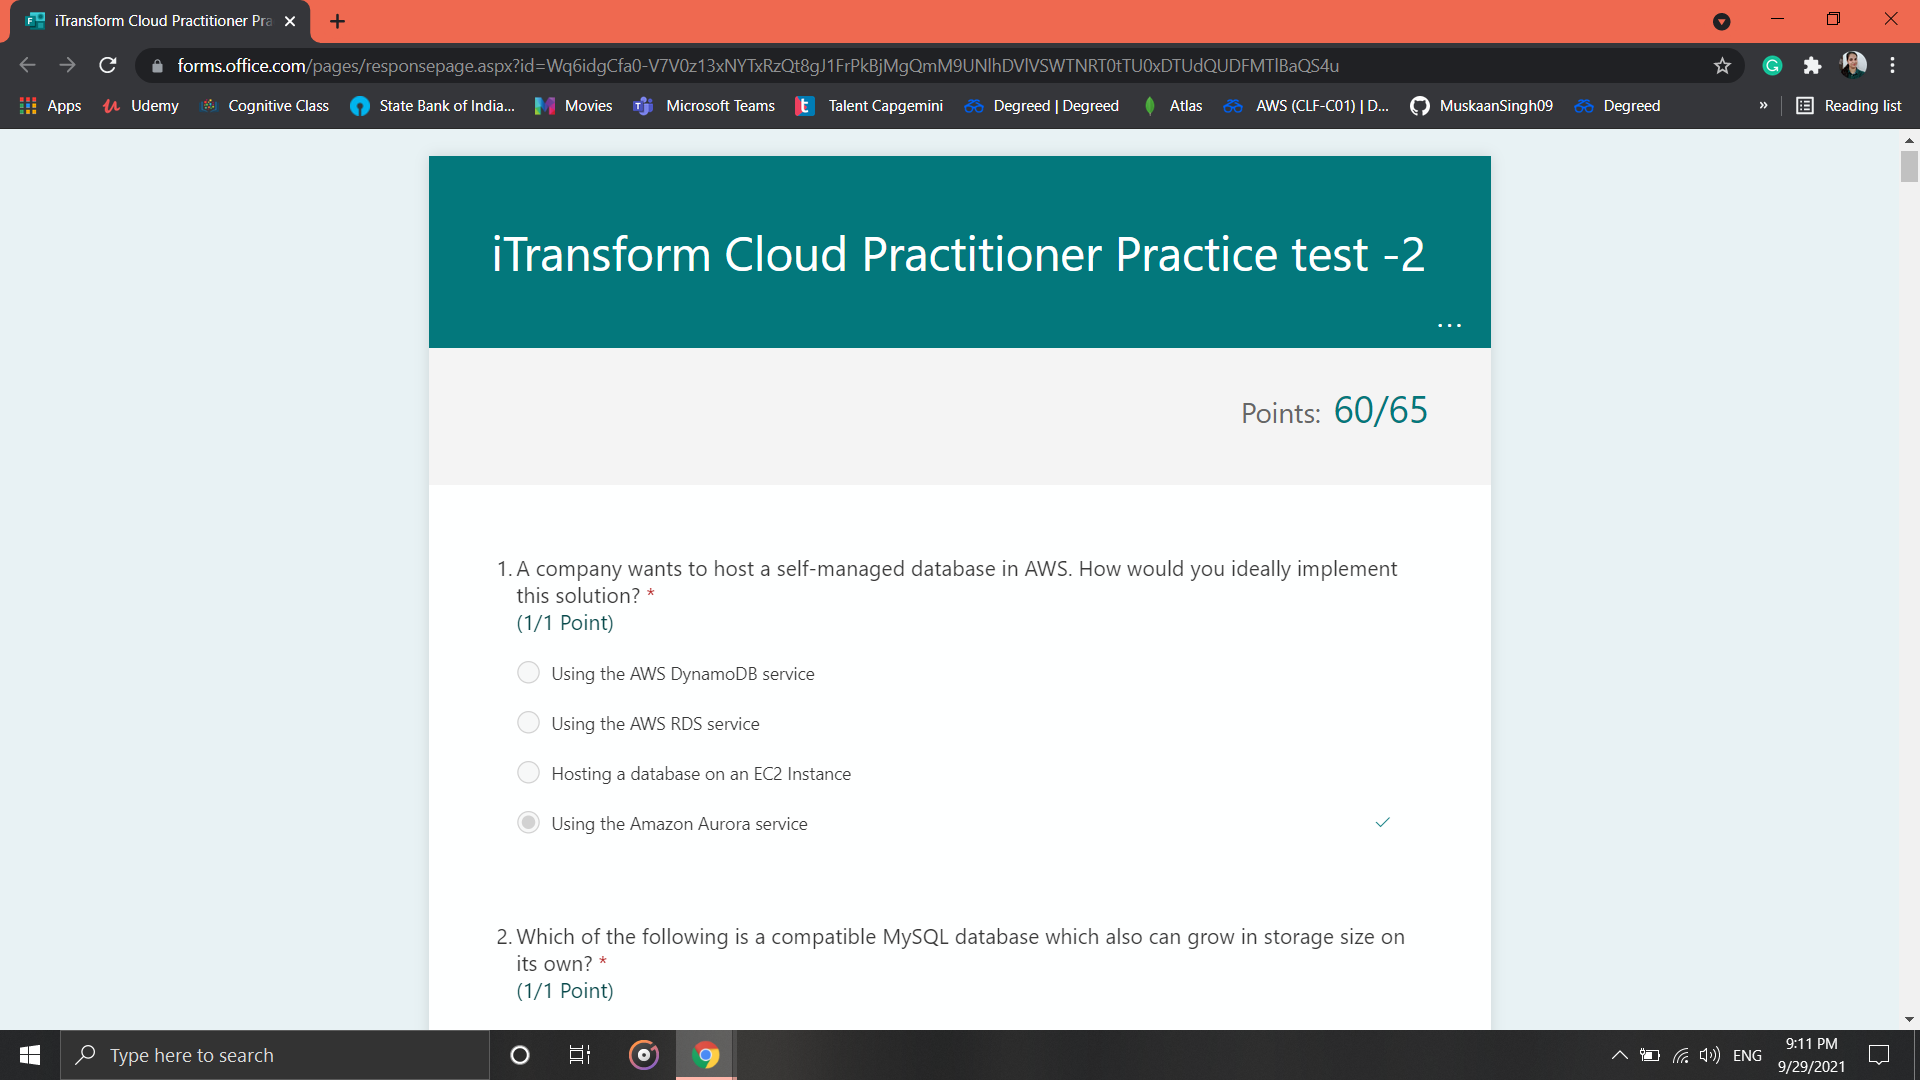 iTransform Cloud Practitioner Pra
forms.office.com/pages/responsepage.aspx?id=Wq6idgCfa0-V7V0z13xNYTxRzQt8gJ1FrPkBjMgQmM9UNlhDVlVSWTNRT0tTU0xDTUdQUDFMTlBaQS4u
Apps Udemy Cognitive Class State Bank of India... Movies Microsoft Teams Talent Capgemini Degreed | Degreed Atlas AWS (CLF-C01) | D... MuskaanSingh09 Degreed » Reading list
iTransform Cloud Practitioner Practice test -2
...
Points: 60/65
1. A company wants to host a self-managed database in AWS. How would you ideally implement
this solution? *
(1/1 Point)
Using the AWS DynamoDB service
Using the AWS RDS service
Hosting a database on an EC2 Instance
Using the Amazon Aurora service
2. Which of the following is a compatible MySQL database which also can grow in storage size on
its own? *
(1/1 Point)
Type here to search
ENG
9:11 PM
9/29/2021